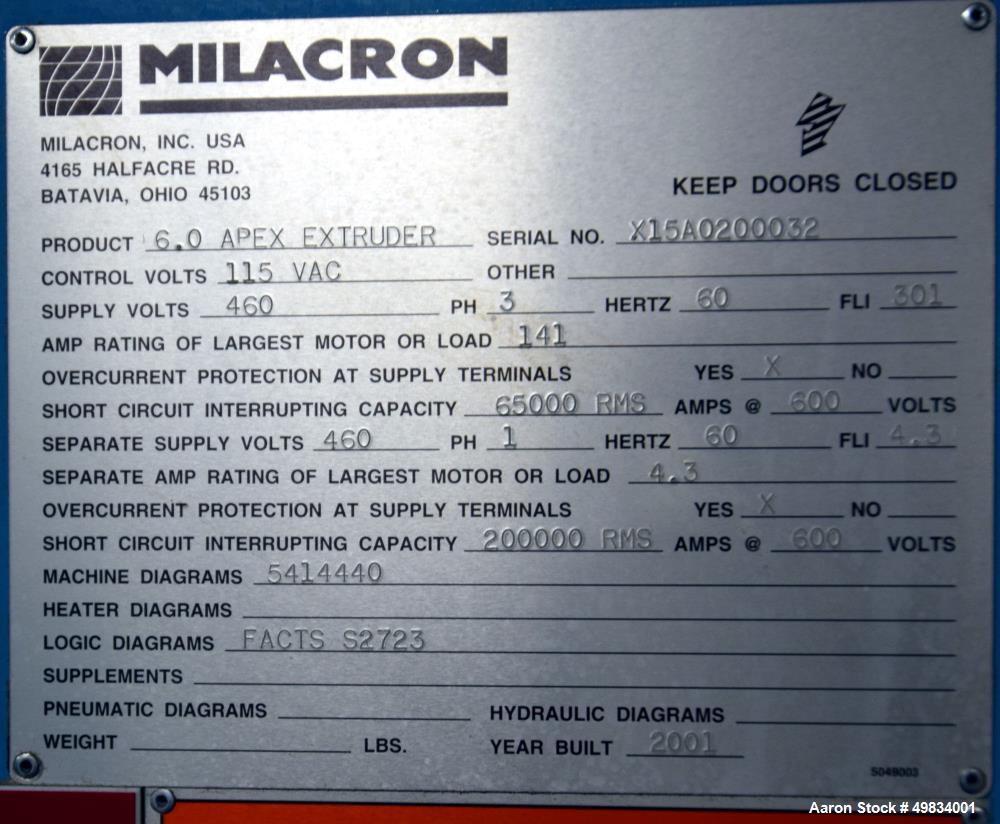 MILACRON
MILACRON, INC. USA
4165 HALFACRE RD.
BATAVIA, OHIO 45103
KEEP DOORS CLOSED
PRODUCT 6.0 APEX EXTRUDER SERIAL NO. X15A0200032
CONTROL VOLTS 115 VAC OTHER
SUPPLY VOLTS 460 PH 3 HERTZ 60 FLI 301
AMP RATING OF LARGEST MOTOR OR LOAD 141
OVERCURRENT PROTECTION AT SUPPLY TERMINALS YES X NO
SHORT CIRCUIT INTERRUPTING CAPACITY 65000 RMS AMPS @ 600 VOLTS
SEPARATE SUPPLY VOLTS 460 PH 1 HERTZ 60 FLI 4.3
SEPARATE AMP RATING OF LARGEST MOTOR OR LOAD 4.3
OVERCURRENT PROTECTION AT SUPPLY TERMINALS YES X NO
SHORT CIRCUIT INTERRUPTING CAPACITY 200000 RMS AMPS @ 600 VOLTS
MACHINE DIAGRAMS 5414440
HEATER DIAGRAMS
LOGIC DIAGRAMS FACTS S2723
SUPPLEMENTS
PNEUMATIC DIAGRAMS HYDRAULIC DIAGRAMS
WEIGHT LBS. YEAR BUILT 2001
5049003
Aaron Stock # 49834001